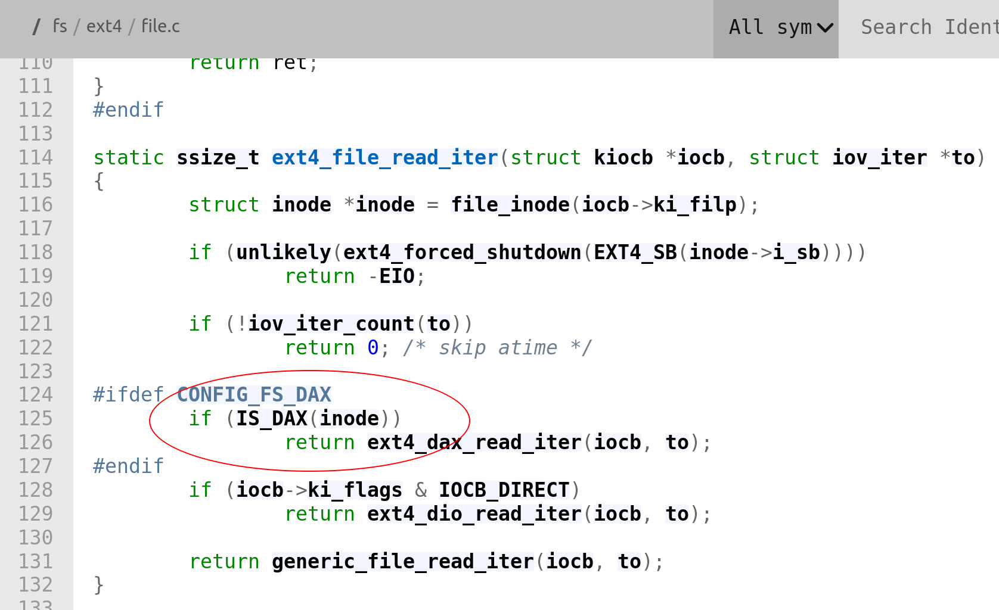 / fs / ext4 / file.c All sym Search Ident
110 return ret;
111 }
112 #endif
113
114 static ssize_t ext4_file_read_iter(struct kiocb *iocb, struct iov_iter *to)
115 {
116 struct inode *inode = file_inode(iocb->ki_filp);
117
118 if (unlikely(ext4_forced_shutdown(EXT4_SB(inode->i_sb))))
119 return -EIO;
120
121 if (!iov_iter_count(to))
122 return 0; /* skip atime */
123
124 #ifdef CONFIG_FS_DAX
125 if (IS_DAX(inode))
126 return ext4_dax_read_iter(iocb, to);
127 #endif
128 if (iocb->ki_flags & IOCB_DIRECT)
129 return ext4_dio_read_iter(iocb, to);
130
131 return generic_file_read_iter(iocb, to);
132 }
133